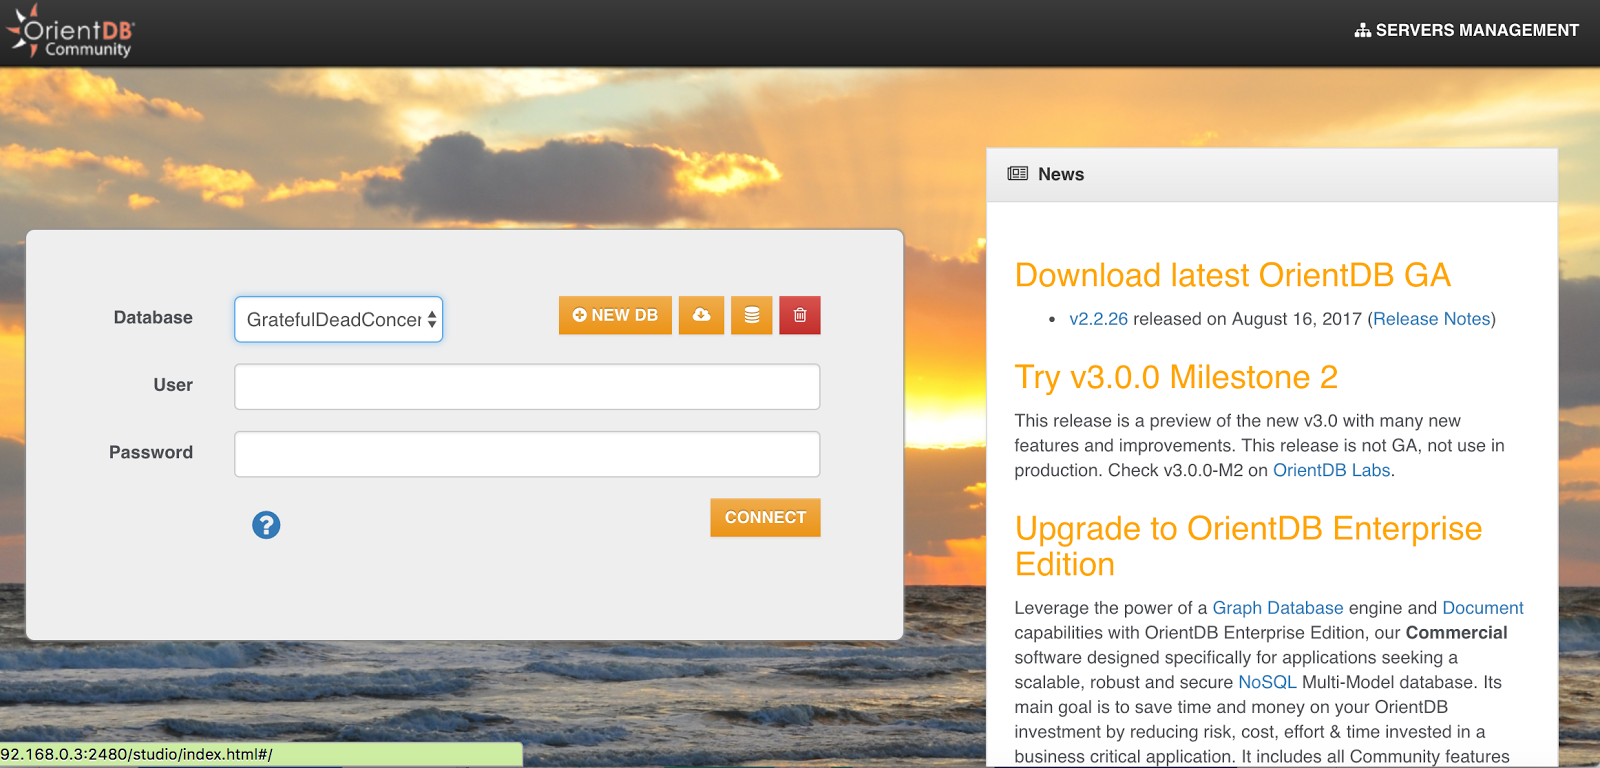 OrientDB
Community
SERVERS MANAGEMENT
Database
GratefulDeadConcer
NEW DB
User
Password
?
CONNECT
News
Download latest OrientDB GA
• v2.2.26 released on August 16, 2017 (Release Notes)
Try v3.0.0 Milestone 2
This release is a preview of the new v3.0 with many new
features and improvements. This release is not GA, not use in
production. Check v3.0.0-M2 on OrientDB Labs.
Upgrade to OrientDB Enterprise
Edition
Leverage the power of a Graph Database engine and Document
capabilities with OrientDB Enterprise Edition, our Commercial
software designed specifically for applications seeking a
scalable, robust and secure NoSQL Multi-Model database. Its
main goal is to save time and money on your OrientDB
investment by reducing risk, cost, effort & time invested in a
business critical application. It includes all Community features
92.168.0.3:2480/studio/index.html#/